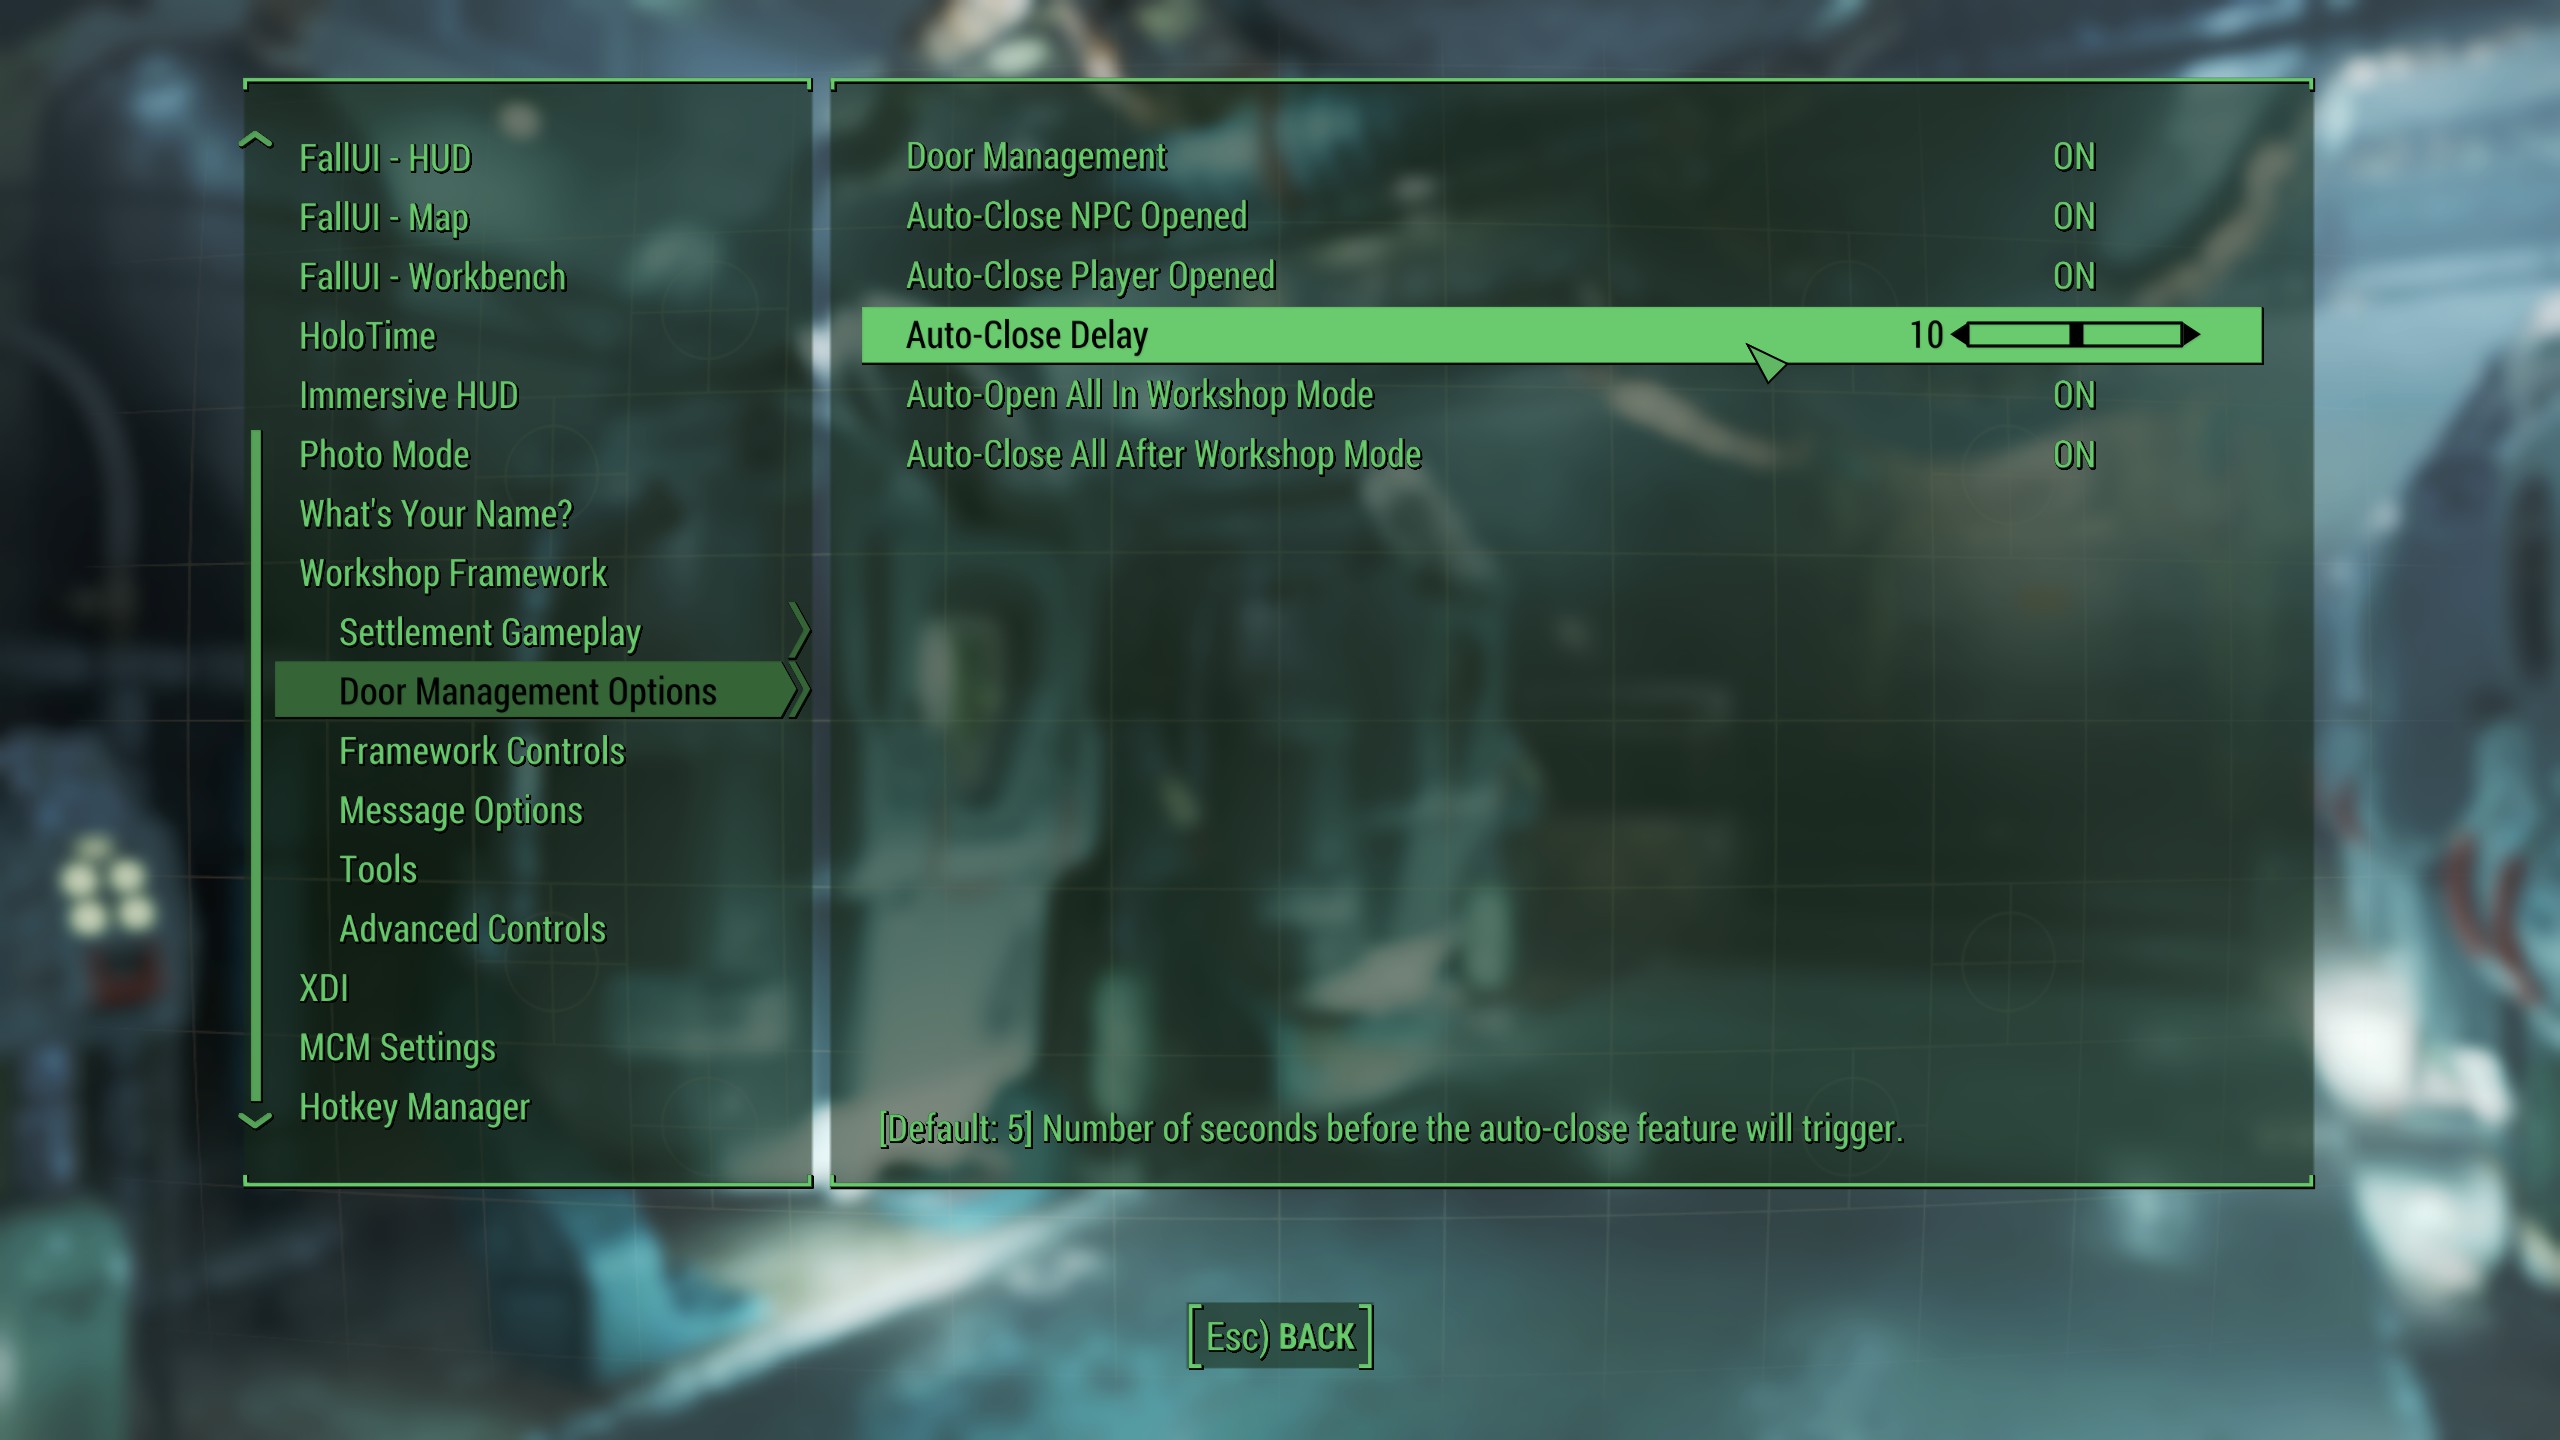 FallUI - HUD
FallUI - Map
FallUI - Workbench
HoloTime
Immersive HUD
Photo Mode
What's Your Name?
Workshop Framework
Settlement Gameplay
Door Management Options
Framework Controls
Message Options
Tools
Advanced Controls
XDI
MCM Settings
Hotkey Manager
Door Management ON
Auto-Close NPC Opened ON
Auto-Close Player Opened ON
Auto-Close Delay 10
Auto-Open All In Workshop Mode ON
Auto-Close All After Workshop Mode ON
[Default: 5] Number of seconds before the auto-close feature will trigger.
Esc) BACK